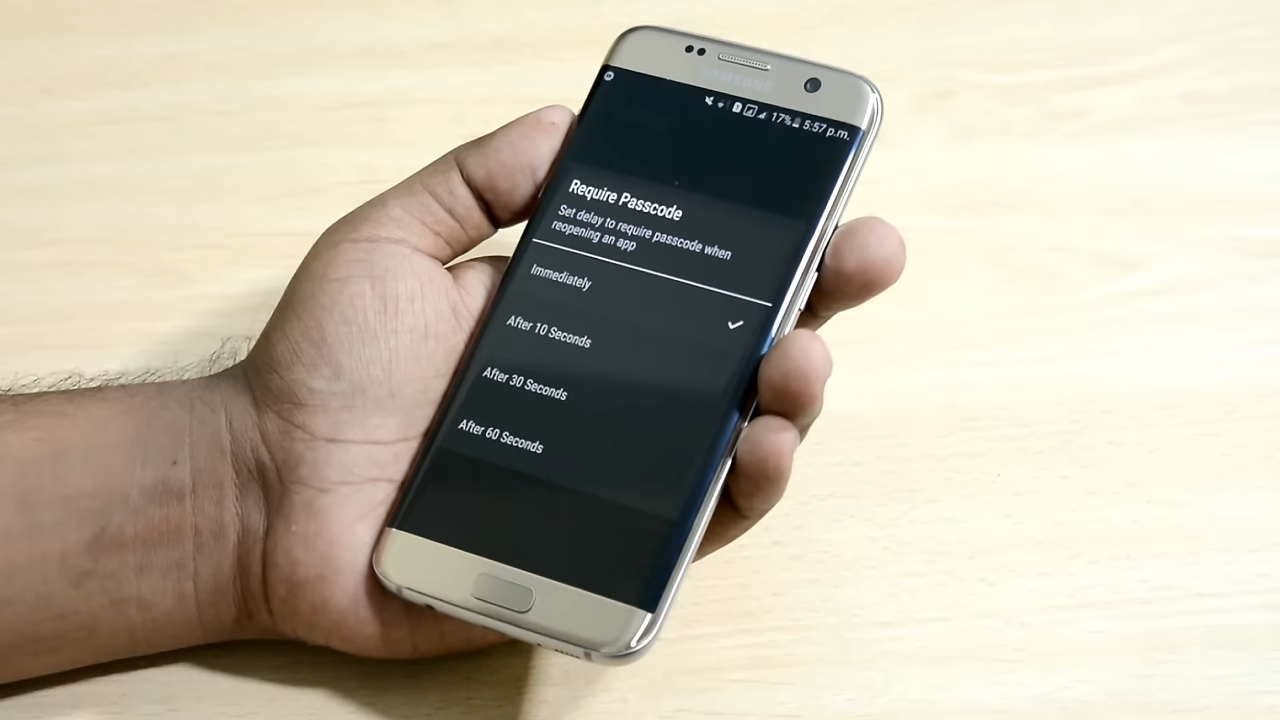 SAMSUNG
17% 5:57 p.m.
Require Passcode
Set delay to require passcode when
reopening an app
Immediately
After 10 Seconds
After 30 Seconds
After 60 Seconds